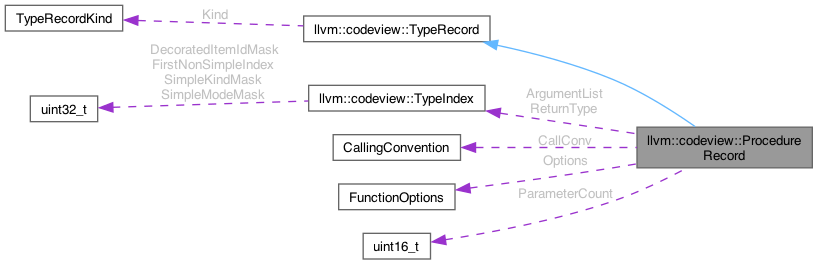 TypeRecordKind
Kind
llvm::codeview::TypeRecord
DecoratedItemIdMask
FirstNonSimpleIndex
SimpleKindMask
SimpleModeMask
uint32_t
llvm::codeview::TypeIndex
ArgumentList
ReturnType
llvm::codeview::Procedure
Record
CallingConvention
CallConv
Options
FunctionOptions
ParameterCount
uint16_t